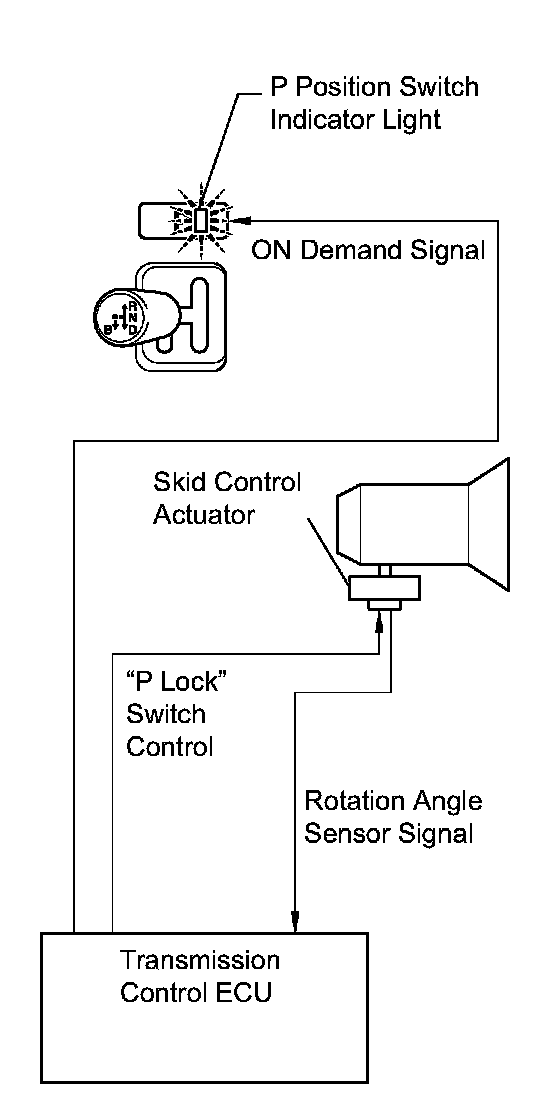 P Position Switch
Indicator Light
ON Demand Signal
R
N
B D
Skid Control
Actuator
“P Lock”
Switch
Control
Rotation Angle
Sensor Signal
Transmission
Control ECU